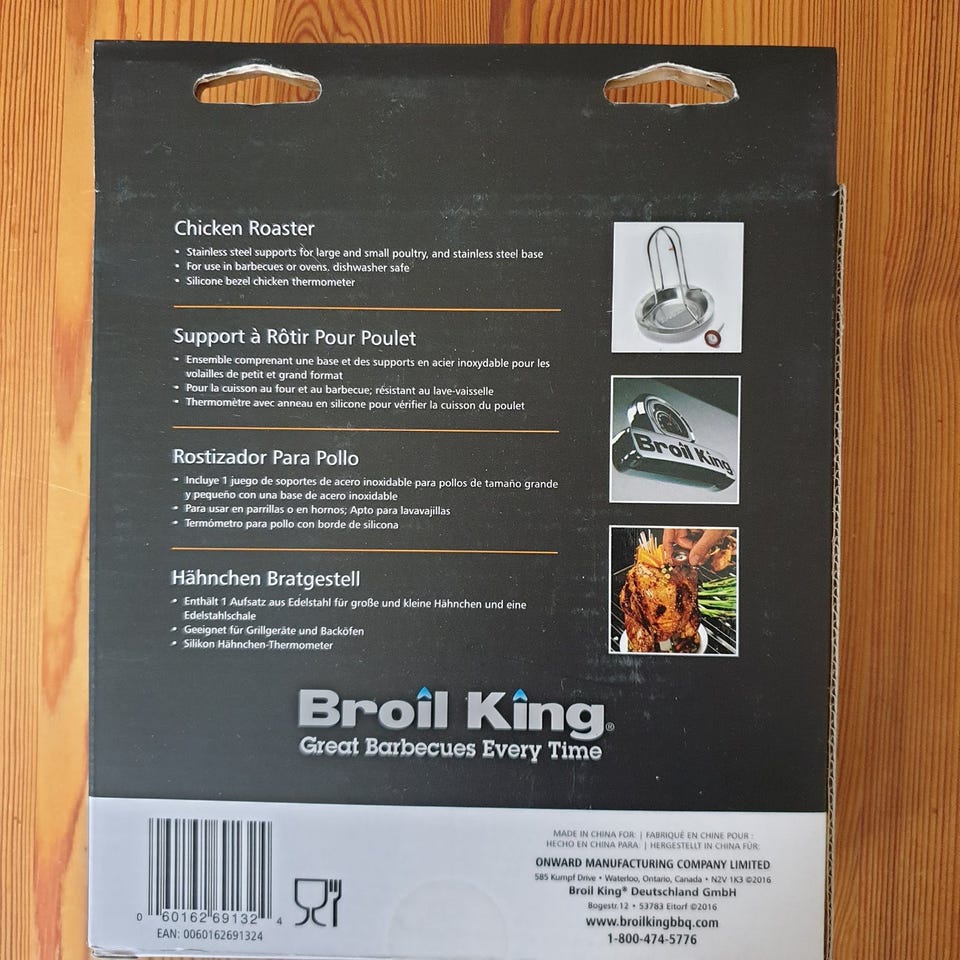 Chicken Roaster
• Stainless steel supports for large and small poultry, and stainless steel base
• For use in barbecues or ovens. dishwasher safe
• Silicone bezel chicken thermometer
Support à Rôtir Pour Poulet
• Ensemble comprenant une base et des supports en acier inoxydable pour les
volailles de petit et grand format
• Pour la cuisson au four et au barbecue; résistant au lave-vaisselle
• Thermomètre avec anneau en silicone pour vérifier la cuisson du poulet
Rostizador Para Pollo
• Incluye 1 juego de soportes de acero inoxidable para pollos de tamaño grande
y pequeño con una base de acero inoxidable
• Para usar en parrillas o en hornos; Apto para lavavajillas
• Termómetro para pollo con borde de silicona
Hähnchen Bratgestell
• Enthält 1 Aufsatz aus Edelstahl für große und kleine Hähnchen und eine
Edelstahlschale
• Geeignet für Grillgeräte und Backöfen
• Silikon Hähnchen-Thermometer
Broil King
Broil King®
Great Barbecues Every Time
0 60162 69132 4
EAN: 0060162691324
MADE IN CHINA FOR: | FABRIQUÉ EN CHINE POUR :
HECHO EN CHINA PARA: | HERGESTELLT IN CHINA FÜR:
ONWARD MANUFACTURING COMPANY LIMITED
585 Kumpf Drive • Waterloo, Ontario, Canada • N2V 1K3 ©2016
Broil King® Deutschland GmbH
Bogestr.12 • 53783 Eitorf ©2016
www.broilkingbbq.com
1-800-474-5776